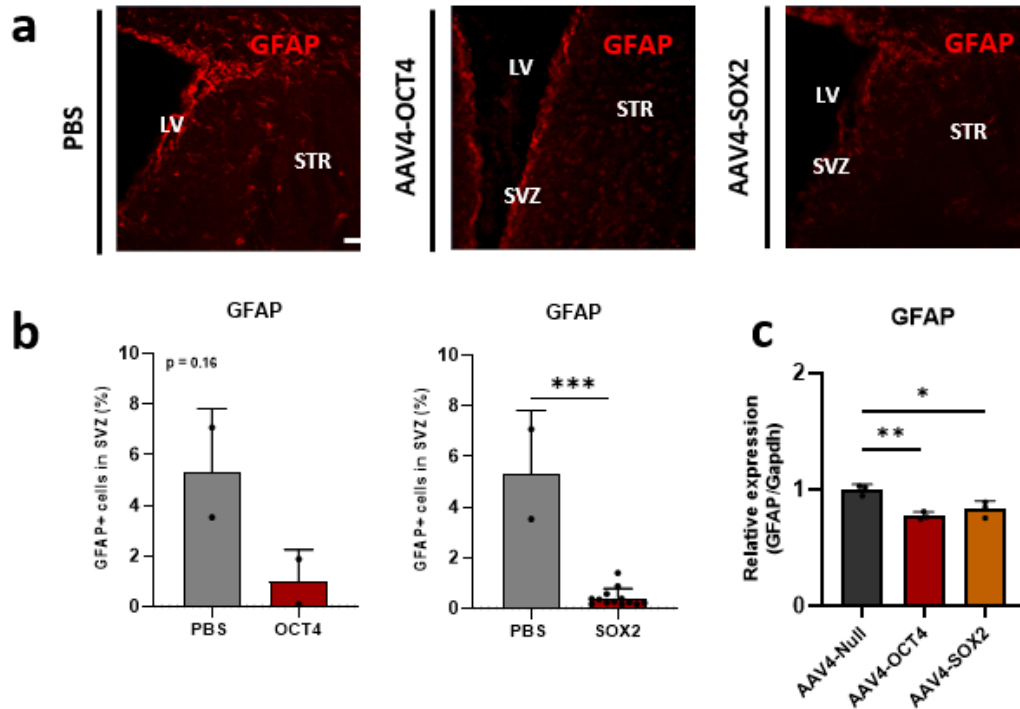 a
PBS
GFAP
LV
STR
AAV4-OCT4
GFAP
LV
STR
SVZ
AAV4-SOX2
GFAP
LV
STR
SVZ
b
GFAP
GFAP+ cells in SVZ (%)
10
8
6
4
2
0
p = 0.16
PBS
OCT4
GFAP
GFAP+ cells in SVZ (%)
10
8
6
4
2
0
***
PBS
SOX2
c
GFAP
Relative expression
(GFAP/Gapdh)
2
1
0
*
**
AAV4-Null
AAV4-OCT4
AAV4-SOX2